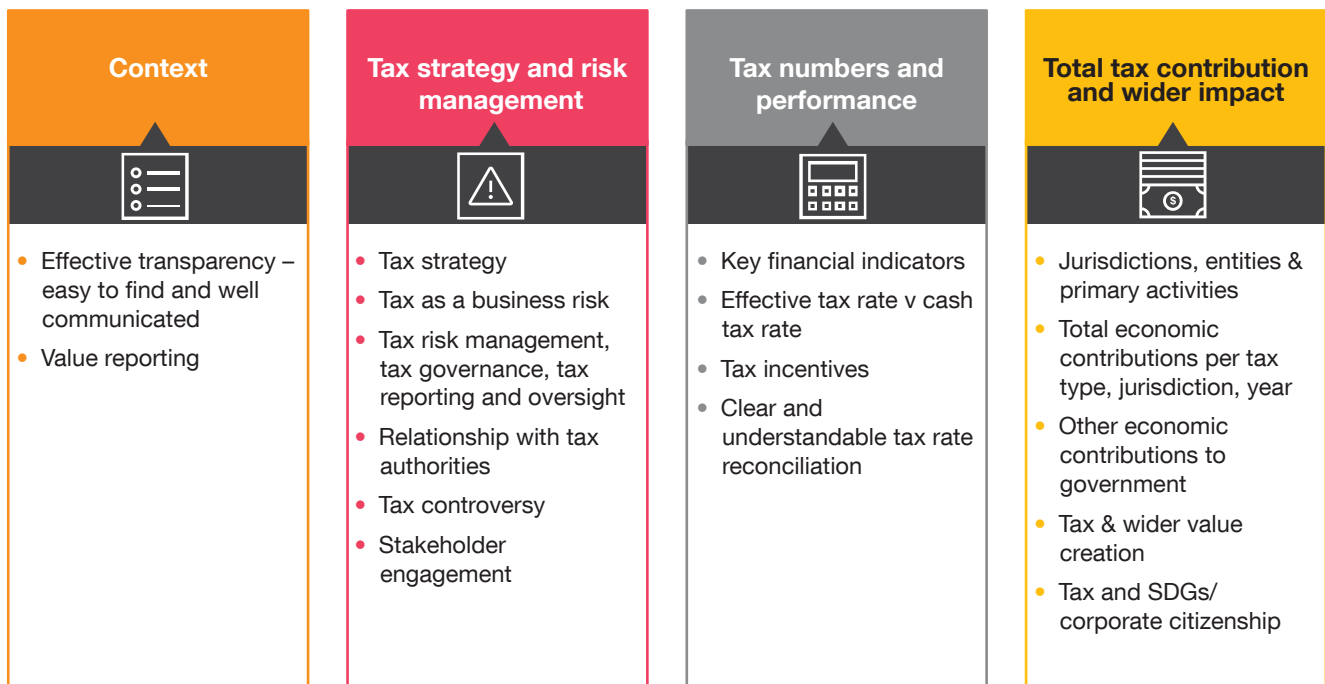 Context
• Effective transparency –
easy to find and well
communicated
• Value reporting
Tax strategy and risk
management
• Tax strategy
• Tax as a business risk
• Tax risk management,
tax governance, tax
reporting and oversight
• Relationship with tax
authorities
• Tax controversy
• Stakeholder
engagement
Tax numbers and
performance
• Key financial indicators
• Effective tax rate v cash
tax rate
• Tax incentives
• Clear and
understandable tax rate
reconciliation
Total tax contribution
and wider impact
$
• Jurisdictions, entities &
primary activities
• Total economic
contributions per tax
type, jurisdiction, year
• Other economic
contributions to
government
• Tax & wider value
creation
• Tax and SDGs/
corporate citizenship